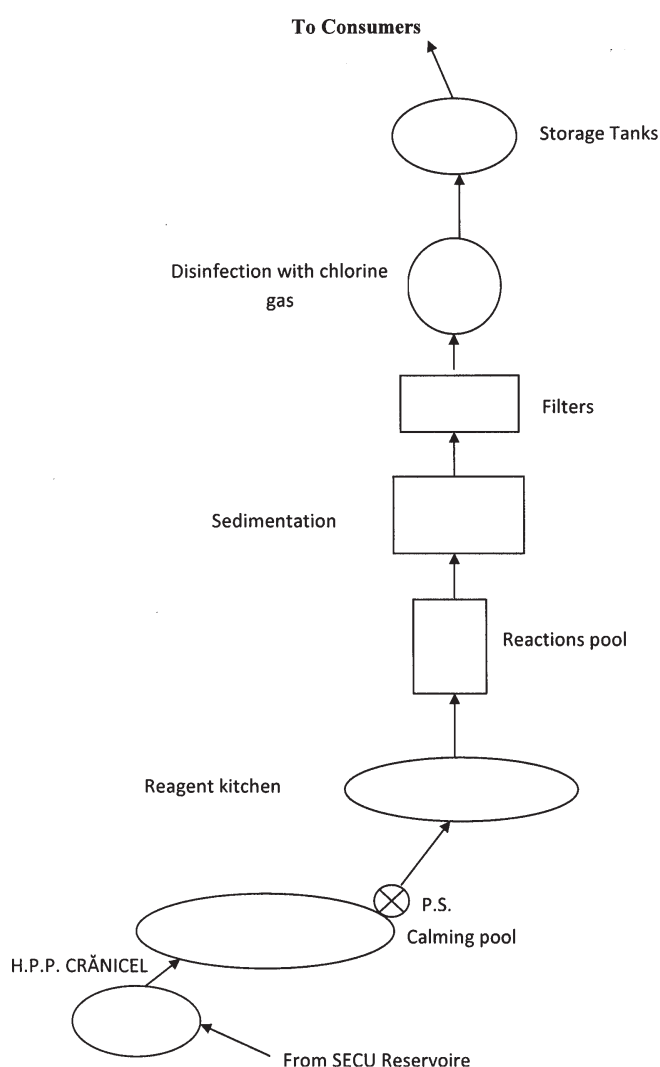 To Consumers
Storage Tanks
Disinfection with chlorine
gas
Filters
Sedimentation
Reactions pool
Reagent kitchen
P.S.
Calming pool
H.P.P. CRĂNICEL
From SECU Reservoire